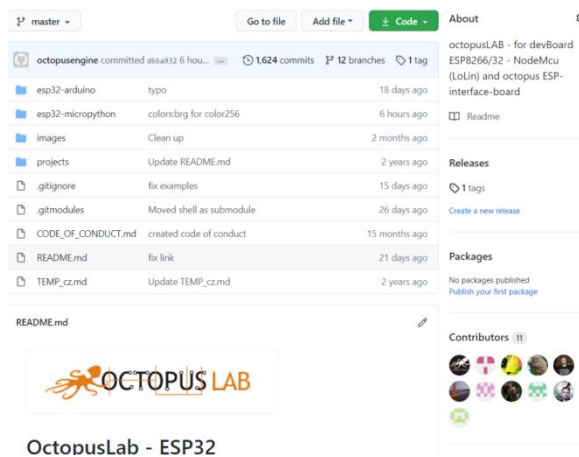 master
Go to file
Add file
Code
octopusengine committed d66a932 6 hou... ...
1,624 commits
12 branches
1 tag
esp32-arduino typo 18 days ago
esp32-micropython colors:brg for color256 6 hours ago
images Clean up 2 months ago
projects Update README.md 2 years ago
.gitignore fix examples 15 days ago
.gitmodules Moved shell as submodule 26 days ago
CODE_OF_CONDUCT.md created code of conduct 15 months ago
README.md fix link 21 days ago
TEMP_cz.md Update TEMP_cz.md 2 years ago
README.md
OCTOPUS LAB
OctopusLab - ESP32
About
octopusLAB - for devBoard
ESP8266/32 - NodeMcu
(LoLin) and octopus ESP-
interface-board
Readme
Releases
1 tags
Create a new release
Packages
No packages published
Publish your first package
Contributors 11